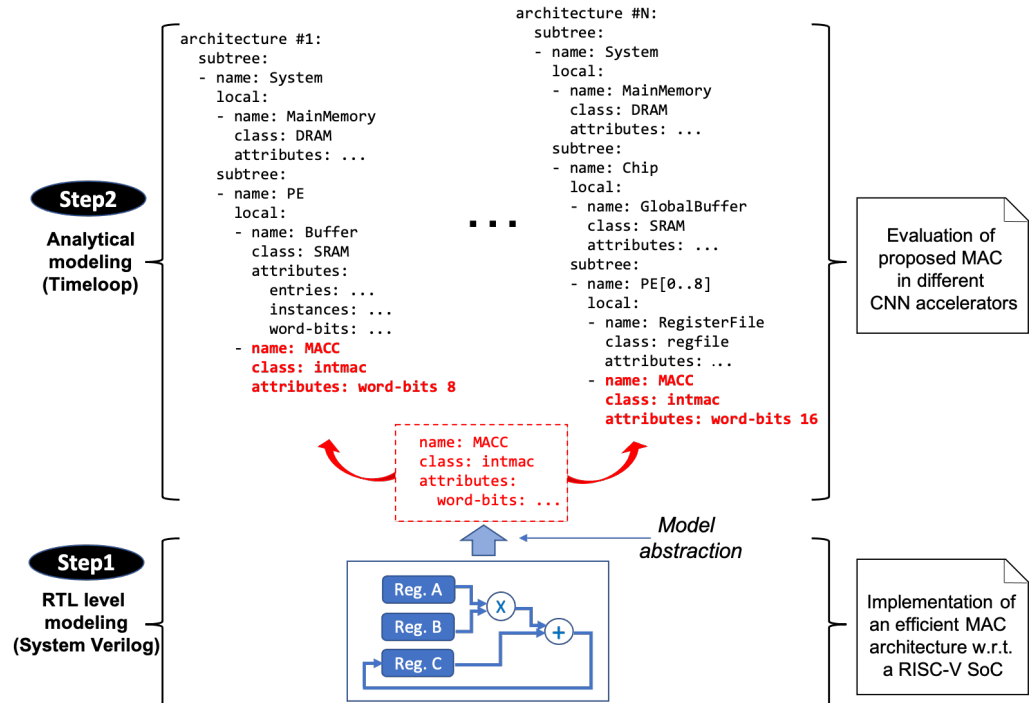 architecture #1:
subtree:
- name: System
local:
- name: MainMemory
class: DRAM
attributes: ...
subtree:
- name: PE
local:
- name: Buffer
class: SRAM
attributes:
entries: ...
instances: ...
word-bits: ...
- name: MACC
class: intmac
attributes: word-bits 8
...
architecture #N:
subtree:
- name: System
local:
- name: MainMemory
class: DRAM
attributes: ...
subtree:
- name: Chip
local:
- name: GlobalBuffer
class: SRAM
attributes: ...
subtree:
- name: PE[0..8]
local:
- name: RegisterFile
class: regfile
attributes: ...
- name: MACC
class: intmac
attributes: word-bits 16
Step2
Analytical
modeling
(Timeloop)
Evaluation of
proposed MAC
in different
CNN accelerators
name: MACC
class: intmac
attributes:
word-bits: ...
Model
abstraction
Step1
RTL level
modeling
(System Verilog)
Reg. A
Reg. B
Reg. C
X
+
Implementation of
an efficient MAC
architecture w.r.t.
a RISC-V SoC